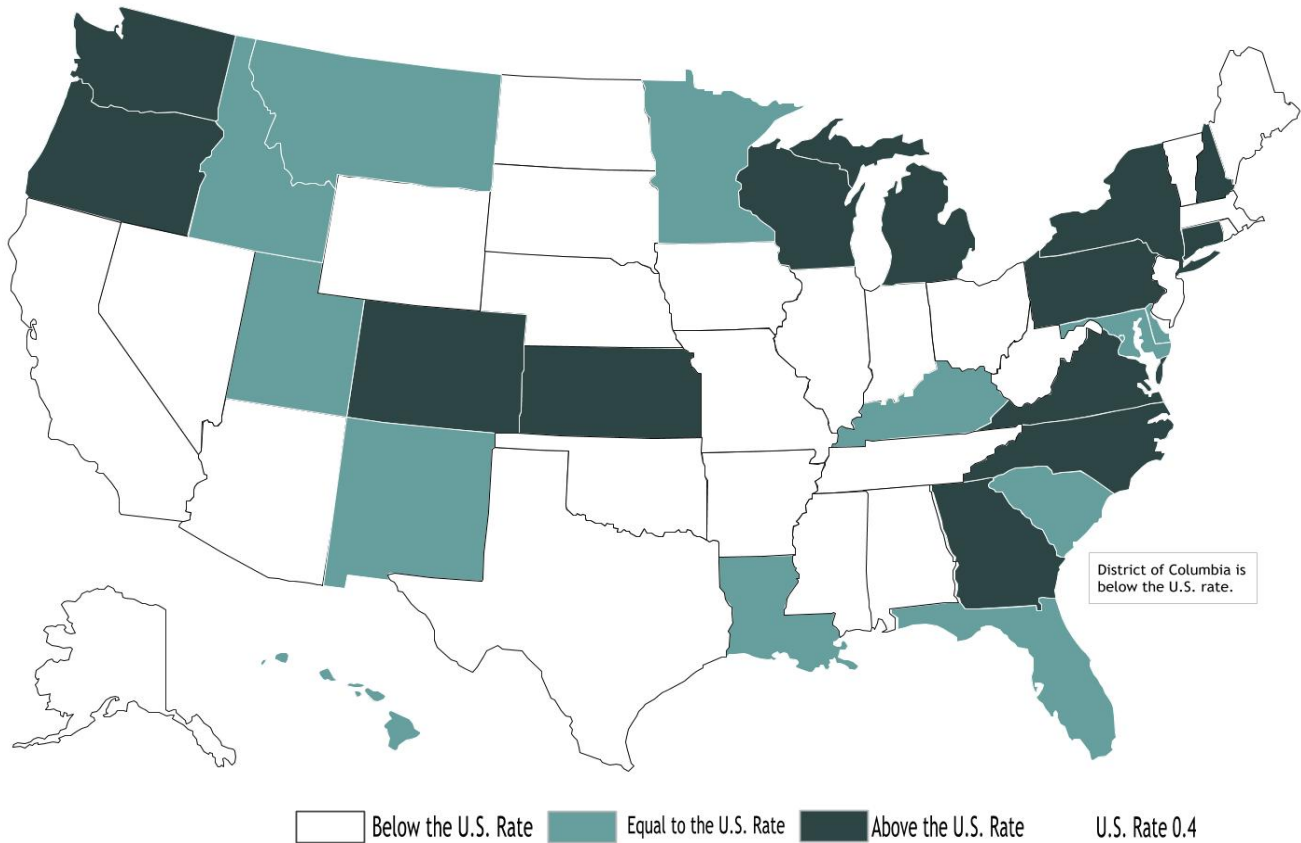 District of Columbia is
below the U.S. rate.
Below the U.S. Rate
Equal to the U.S. Rate
Above the U.S. Rate
U.S. Rate 0.4